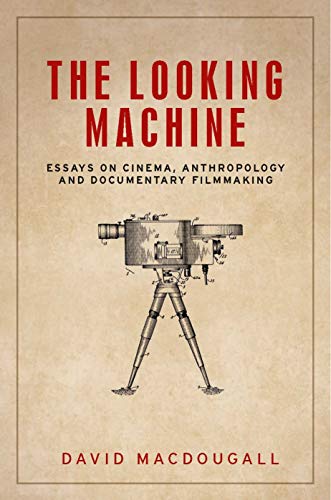 THE LOOKING
MACHINE
ESSAYS ON CINEMA, ANTHROPOLOGY
AND DOCUMENTARY FILMMAKING
DAVID MACDOUGALL